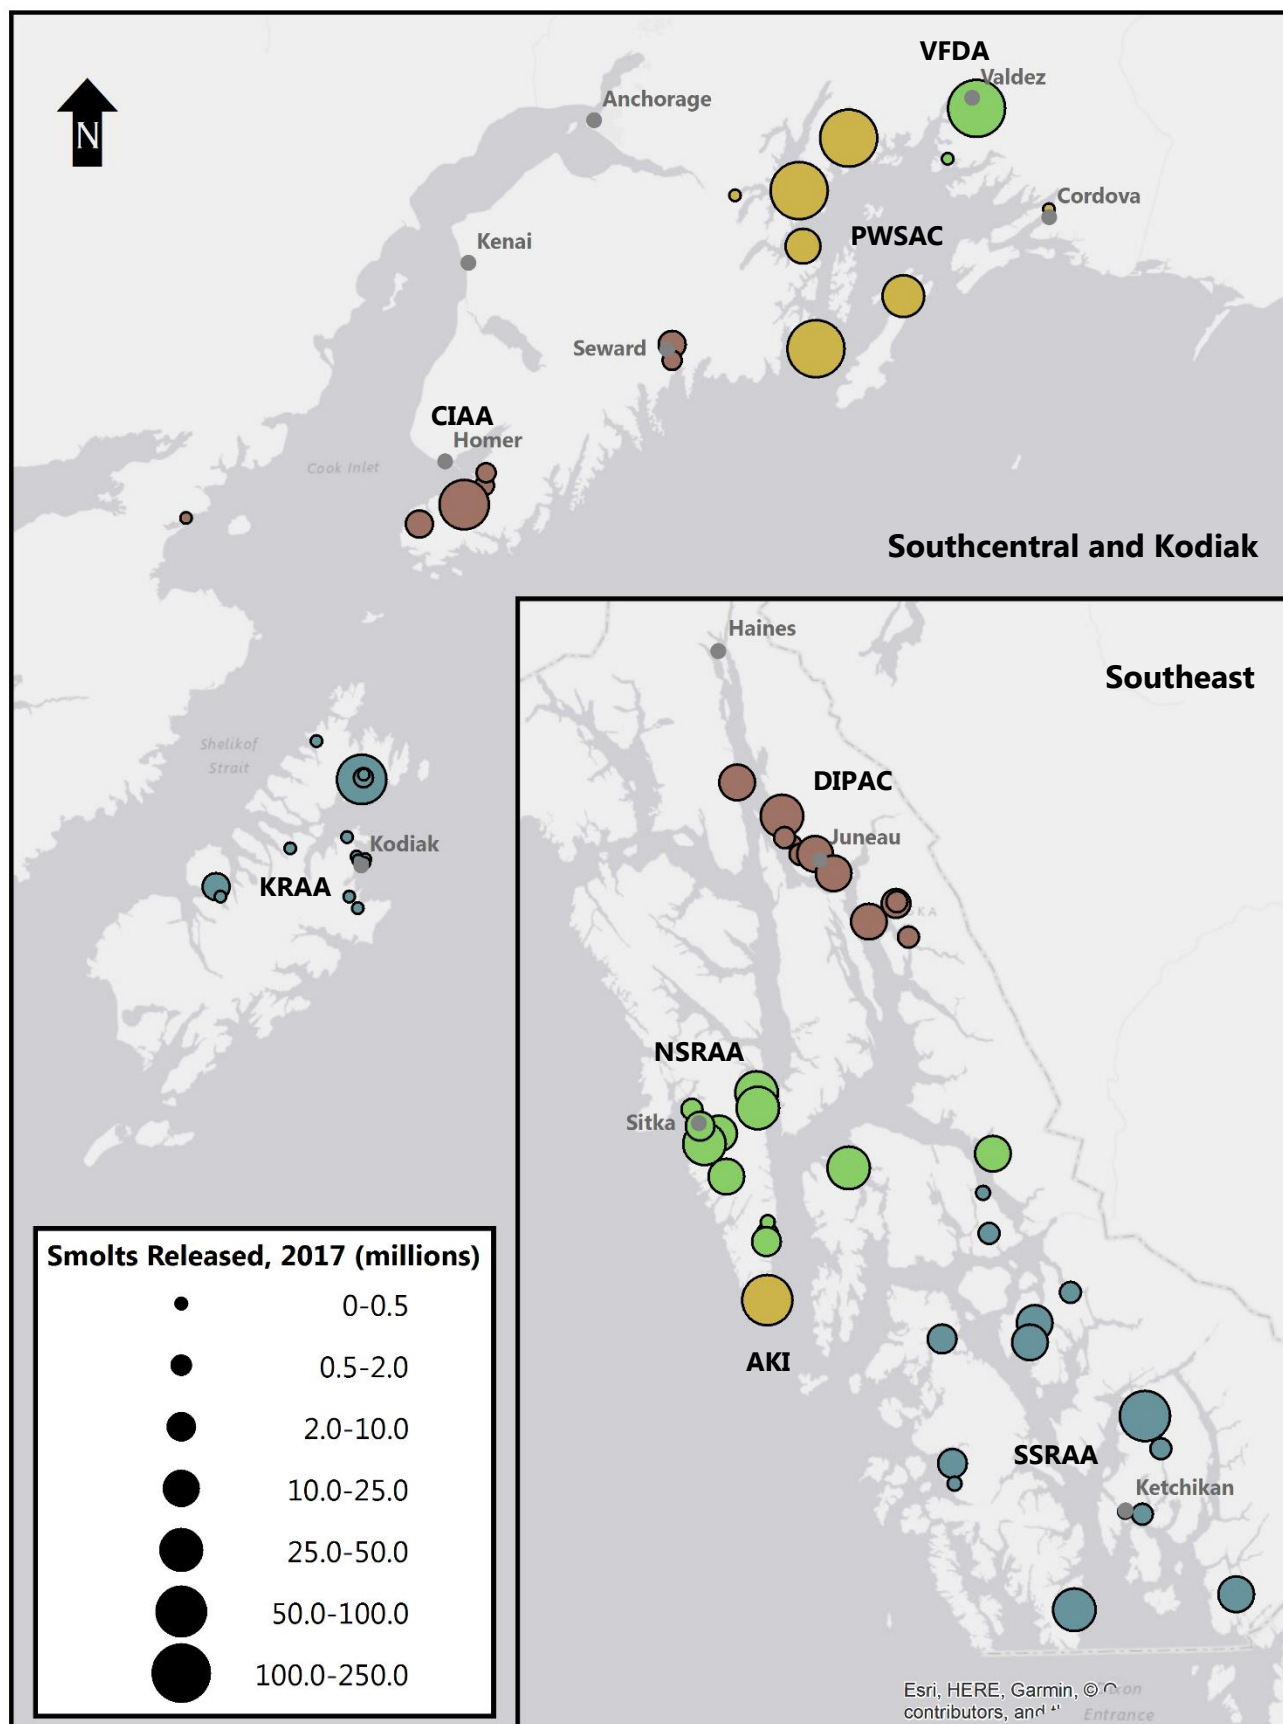 VFDA
Valdez
Anchorage
N
Cordova
PWSAC
Kenai
Seward
CIAA
Homer
Cook Inlet
Southcentral and Kodiak
Haines
Southeast
Shelikof
Strait
DIPAC
Juneau
Kodiak
KRAA
NSRAA
Sitka
AKI
SSRAA
Ketchikan
Smolts Released, 2017 (millions)
0-0.5
0.5-2.0
2.0-10.0
10.0-25.0
25.0-50.0
50.0-100.0
100.0-250.0
Esri, HERE, Garmin, ©
contributors, and
Entrance